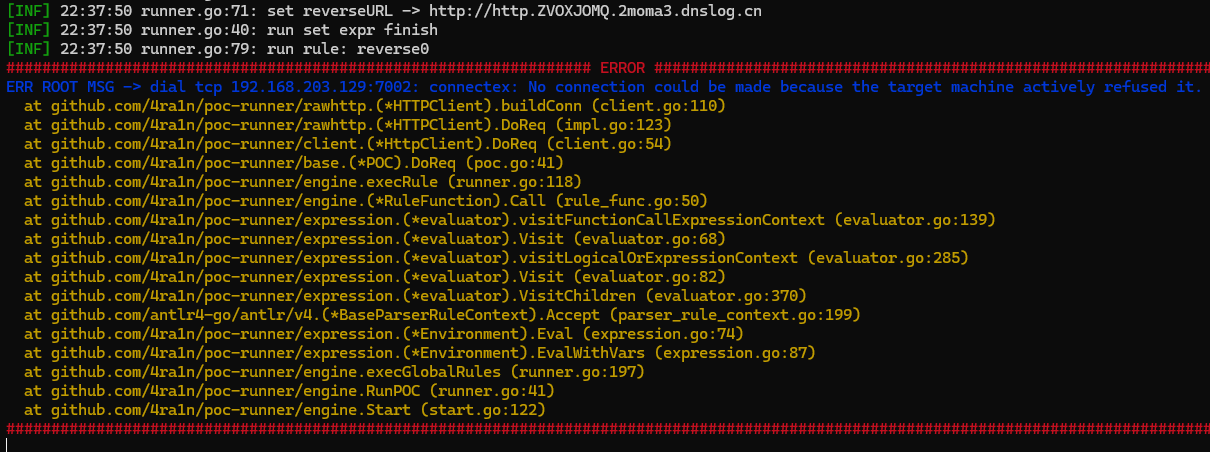 [INF] 22:37:50 runner.go:71: set reverseURL -> http://http.ZVOXJOMQ.2moma3.dnslog.cn
[INF] 22:37:50 runner.go:40: run set expr finish
[INF] 22:37:50 runner.go:79: run rule: reverse0
################################################################# ERROR ##############################################################
ERR ROOT MSG -> dial tcp 192.168.203.129:7002: connectex: No connection could be made because the target machine actively refused it.
  at github.com/4ra1n/poc-runner/rawhttp.(*HTTPClient).buildConn (client.go:110)
  at github.com/4ra1n/poc-runner/rawhttp.(*HTTPClient).DoReq (impl.go:123)
  at github.com/4ra1n/poc-runner/client.(*HttpClient).DoReq (client.go:54)
  at github.com/4ra1n/poc-runner/base.(*POC).DoReq (poc.go:41)
  at github.com/4ra1n/poc-runner/engine.execRule (runner.go:118)
  at github.com/4ra1n/poc-runner/engine.(*RuleFunction).Call (rule_func.go:50)
  at github.com/4ra1n/poc-runner/expression.(*evaluator).visitFunctionCallExpressionContext (evaluator.go:139)
  at github.com/4ra1n/poc-runner/expression.(*evaluator).Visit (evaluator.go:68)
  at github.com/4ra1n/poc-runner/expression.(*evaluator).visitLogicalOrExpressionContext (evaluator.go:285)
  at github.com/4ra1n/poc-runner/expression.(*evaluator).Visit (evaluator.go:82)
  at github.com/4ra1n/poc-runner/expression.(*evaluator).VisitChildren (evaluator.go:370)
  at github.com/antlr4-go/antlr/v4.(*BaseParserRuleContext).Accept (parser_rule_context.go:199)
  at github.com/4ra1n/poc-runner/expression.(*Environment).Eval (expression.go:74)
  at github.com/4ra1n/poc-runner/expression.(*Environment).EvalWithVars (expression.go:87)
  at github.com/4ra1n/poc-runner/engine.execGlobalRules (runner.go:197)
  at github.com/4ra1n/poc-runner/engine.RunPOC (runner.go:41)
  at github.com/4ra1n/poc-runner/engine.Start (start.go:122)
######################################################################################################################################